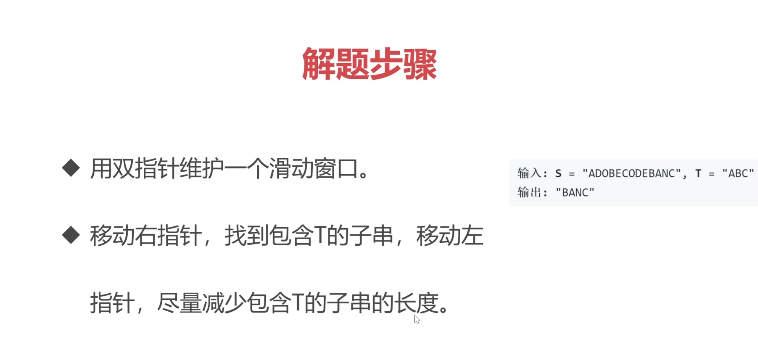 解题步骤
◆ 用双指针维护一个滑动窗口。
◆ 移动右指针，找到包含T的子串，移动左
指针，尽量减少包含T的子串的长度。
输入: S = "ADOBECODEBANC", T = "ABC"
输出: "BANC"